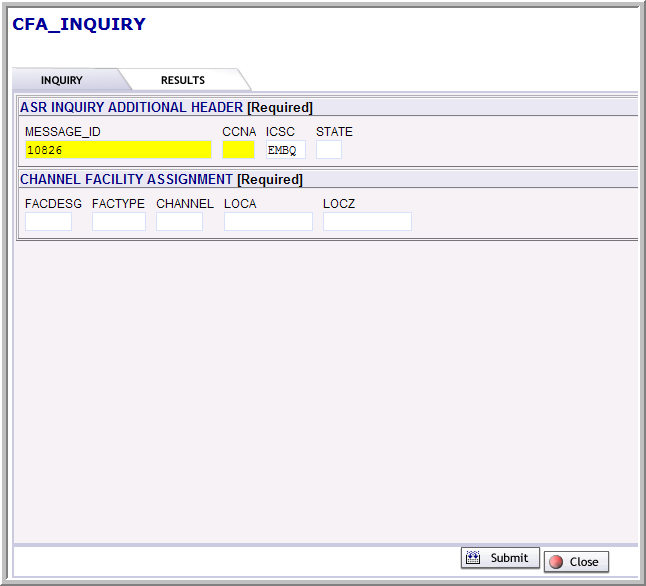 CFA_INQUIRY
INQUIRY RESULTS
ASR INQUIRY ADDITIONAL HEADER [Required]
MESSAGE_ID CCNA ICSC STATE
10826 EMBQ
CHANNEL FACILITY ASSIGNMENT [Required]
FACDESG FACTYPE CHANNEL LOCA LOCZ
Submit Close